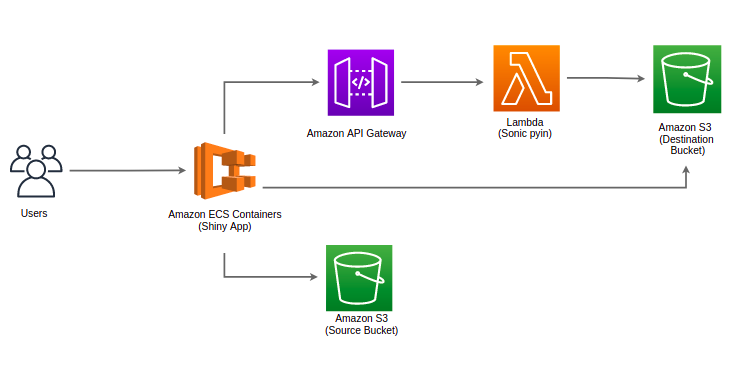 Amazon API Gateway
Lambda
(Sonic pyin)
Amazon S3
(Destination
Bucket)
Users
Amazon ECS Containers
(Shiny App)
Amazon S3
(Source Bucket)